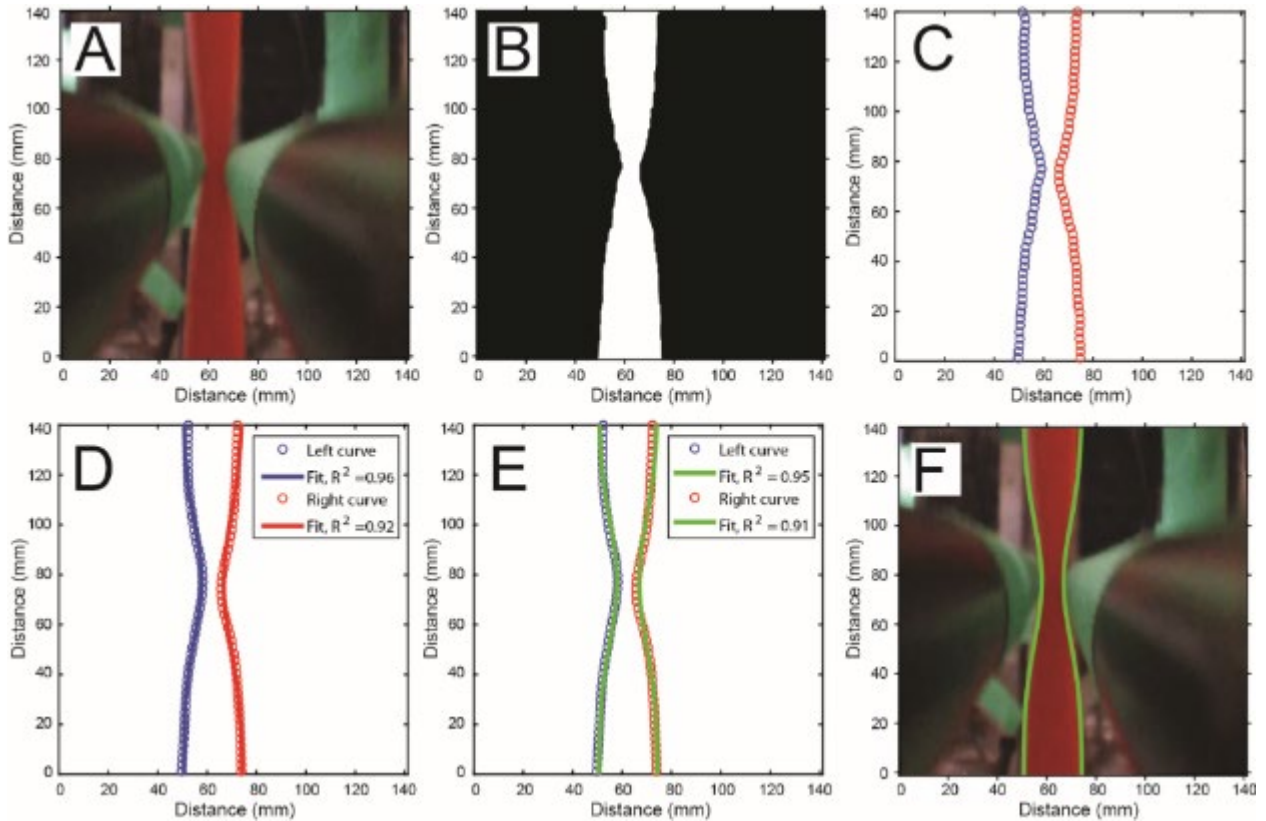 A
140
120
100
80
60
40
20
0
Distance (mm)
0 20 40 60 80 100 120 140
Distance (mm)
B
140
120
100
80
60
40
20
0
Distance (mm)
0 20 40 60 80 100 120 140
Distance (mm)
C
140
120
100
80
60
40
20
0
Distance (mm)
0 20 40 60 80 100 120 140
Distance (mm)
D
140
120
100
80
60
40
20
0
Distance (mm)
Left curve
Fit, R² =0.96
Right curve
Fit, R² =0.92
0 20 40 60 80 100 120 140
Distance (mm)
E
140
120
100
80
60
40
20
0
Distance (mm)
Left curve
Fit, R² = 0.95
Right curve
Fit, R² = 0.91
0 20 40 60 80 100 120 140
Distance (mm)
F
140
120
100
80
60
40
20
0
Distance (mm)
0 20 40 60 80 100 120 140
Distance (mm)